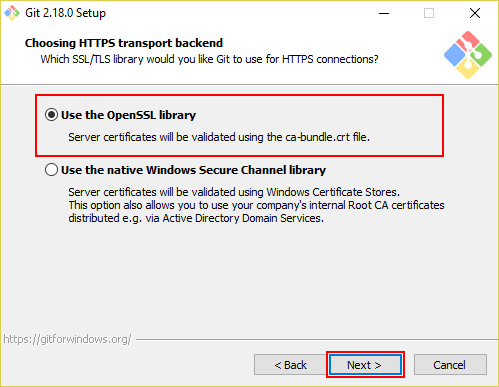 Git 2.18.0 Setup
Choosing HTTPS transport backend
Which SSL/TLS library would you like Git to use for HTTPS connections?
Use the OpenSSL library
Server certificates will be validated using the ca-bundle.crt file.
Use the native Windows Secure Channel library
Server certificates will be validated using Windows Certificate Stores.
This option also allows you to use your company's internal Root CA certificates
distributed e.g. via Active Directory Domain Services.
https://gitforwindows.org/
< Back
Next >
Cancel